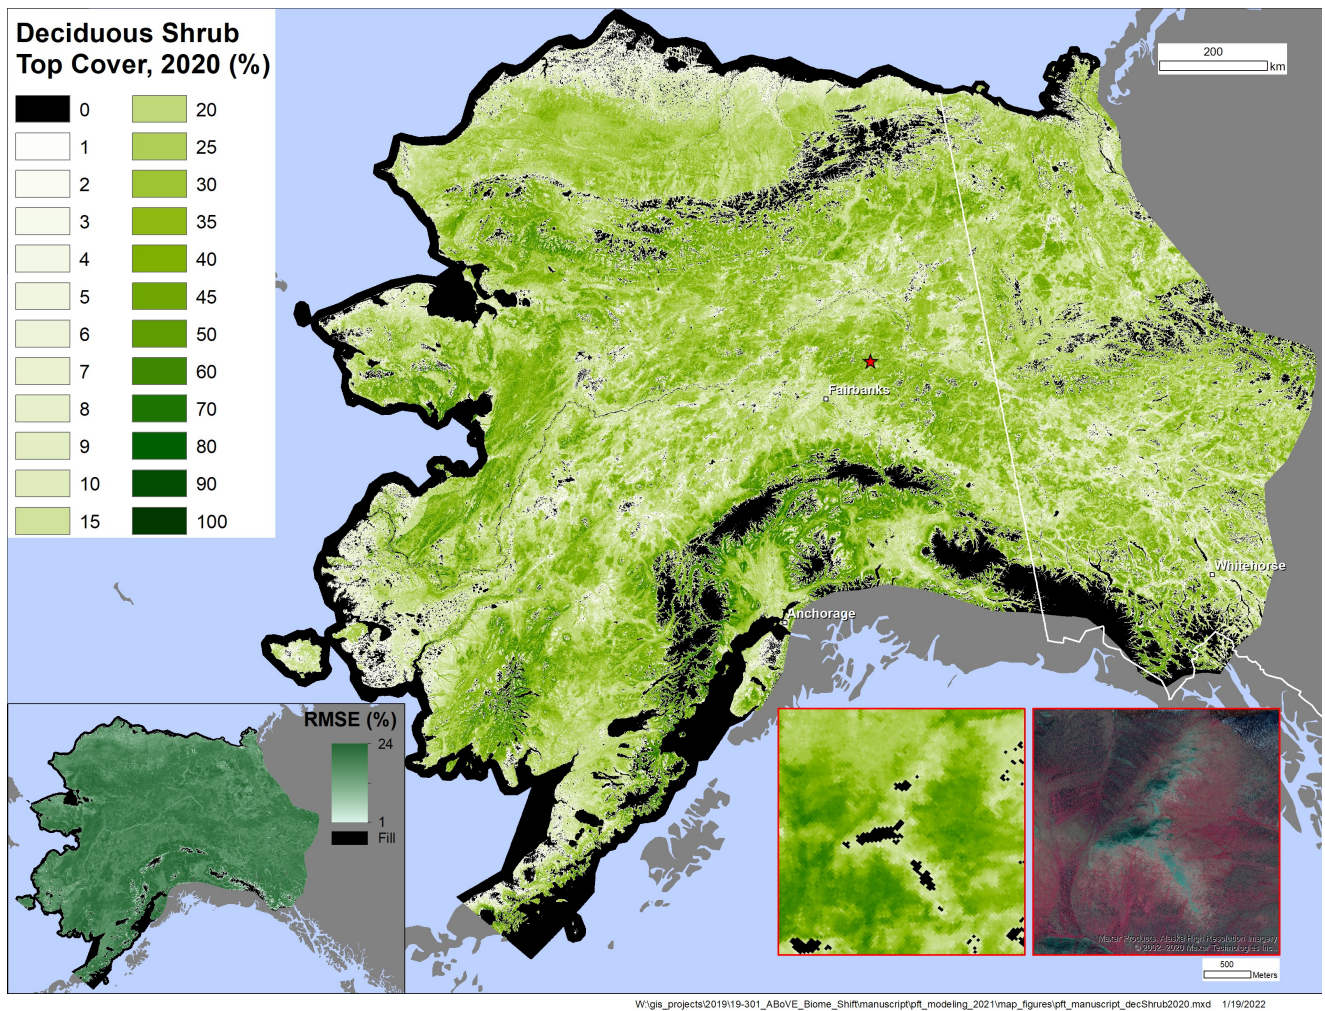 Deciduous Shrub
Top Cover, 2020 (%)
0
1
2
3
4
5
6
7
8
9
10
15
20
25
30
35
40
45
50
60
70
80
90
100
200
km
Fairbanks
Whitehorse
Anchorage
RMSE (%)
24
1
Fill
Maxar Products, Alaska High Resolution Imagery
© 2002-2020 Maxar Technologies Inc.
500
Meters
W:\gis_projects\2019\19-301_ABoVE_Biome_Shift\manuscript\pft_modeling_2021\map_figures\pft_manuscript_decShrub2020.mxd 1/19/2022